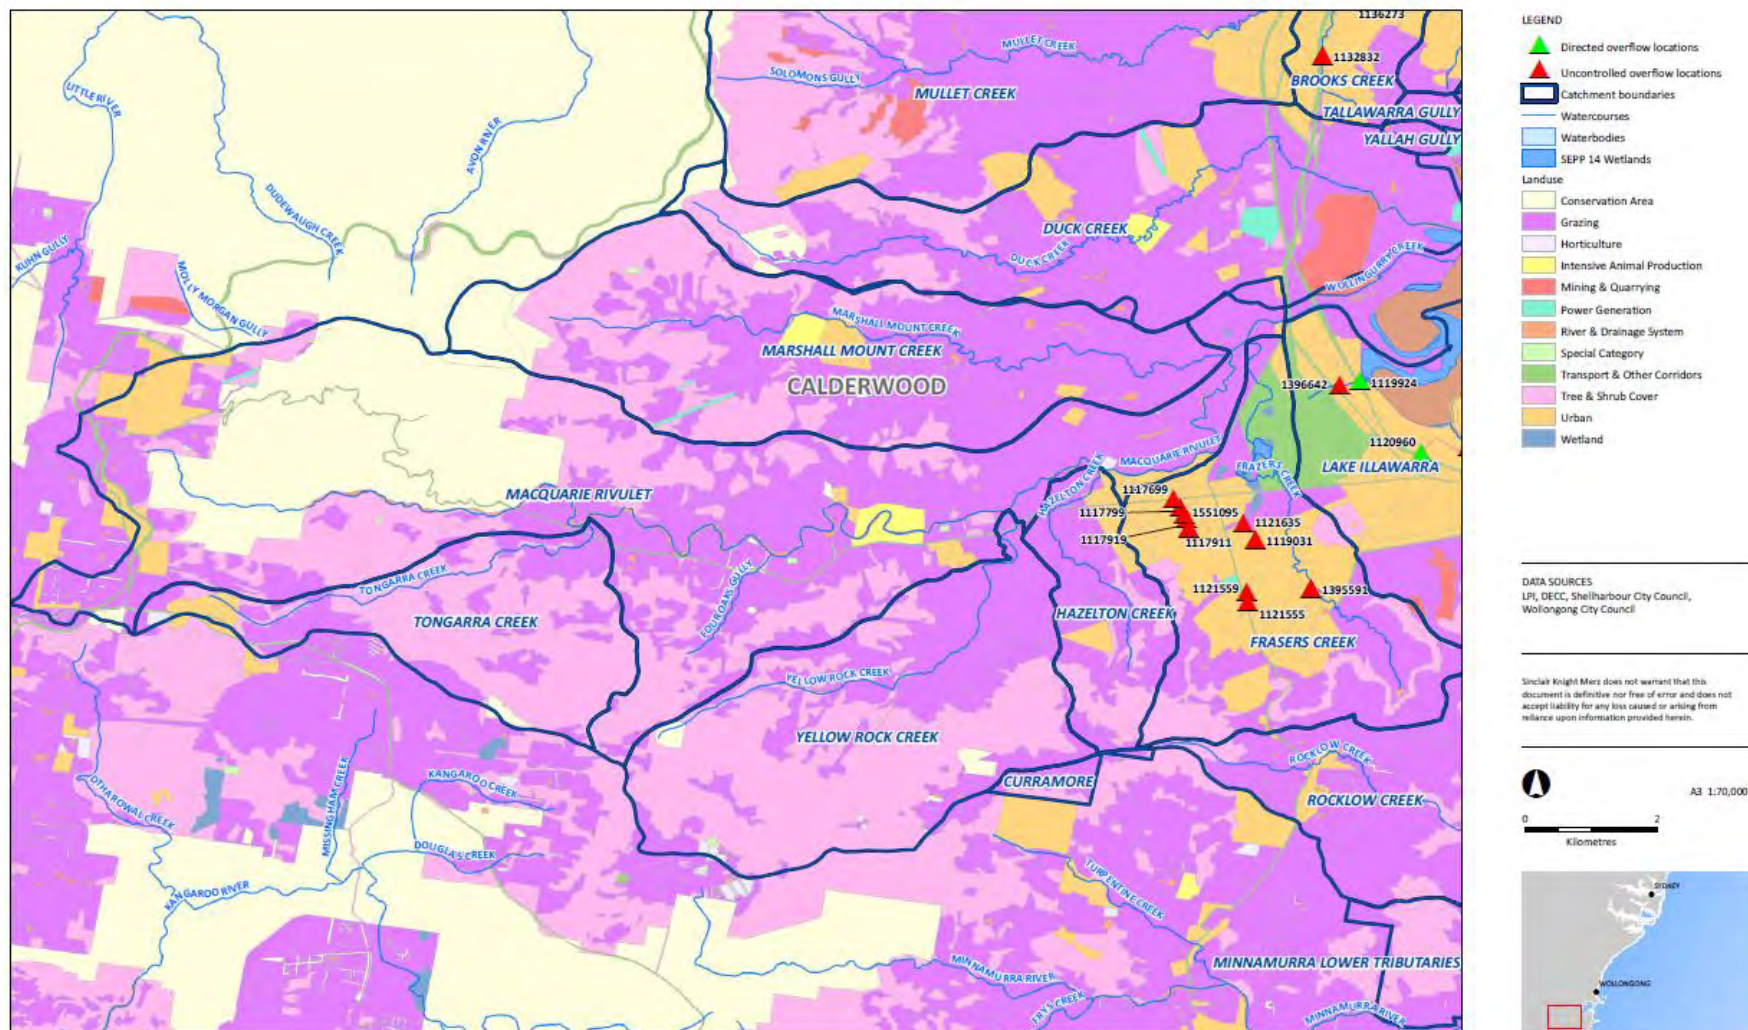 1136273
MULLET CREEK
1132832
SOLOMONS GULLY
BROOKS CREEK
MULLET CREEK
LITTLE RIVER
TALLAWARRA GULLY
AVON RIVER
YALLAH GULLY
DUDEWAUGH CREEK
DUCK CREEK
KUHN GULLY
DUCK CREEK
WOLLINGURRY CREEK
MOLLY MORGAN GULLY
MARSHALL MOUNT CREEK
MARSHALL MOUNT CREEK
CALDERWOOD
1396642
1119924
1120960
MACQUARIE RIVULET
FRAZERS CREEK
LAKE ILLAWARRA
HAZELTON CREEK
MACQUARIE RIVULET
1117699
1117799
1551095
1121635
1117919
1117911
1119031
TONGARRA CREEK
FOUR OAKS GULLY
1121559
1395591
TONGARRA CREEK
HAZELTON CREEK
1121555
FRASERS CREEK
YELLOW ROCK CREEK
YELLOW ROCK CREEK
ROCKLOW CREEK
KANGAROO CREEK
CURRAMORE
ROCKLOW CREEK
DTHAROWAL CREEK
MISSINGHAM CREEK
DOUGLAS CREEK
KANGAROO RIVER
TURPENTINE CREEK
MINNAMURRA RIVER
MINNAMURRA LOWER TRIBUTARIES
FRYS CREEK
MINNAMURRA RIVER
LEGEND
Directed overflow locations
Uncontrolled overflow locations
Catchment boundaries
Watercourses
Waterbodies
SEPP 14 Wetlands
Landuse
Conservation Area
Grazing
Horticulture
Intensive Animal Production
Mining & Quarrying
Power Generation
River & Drainage System
Special Category
Transport & Other Corridors
Tree & Shrub Cover
Urban
Wetland
DATA SOURCES
LPI, DECC, Shellharbour City Council,
Wollongong City Council
Sinclair Knight Merz does not warrant that this
document is definitive nor free of error and does not
accept liability for any loss caused or arising from
reliance upon information provided herein.
A3 1:70,000
0 2
Kilometres
SYDNEY
WOLLONGONG